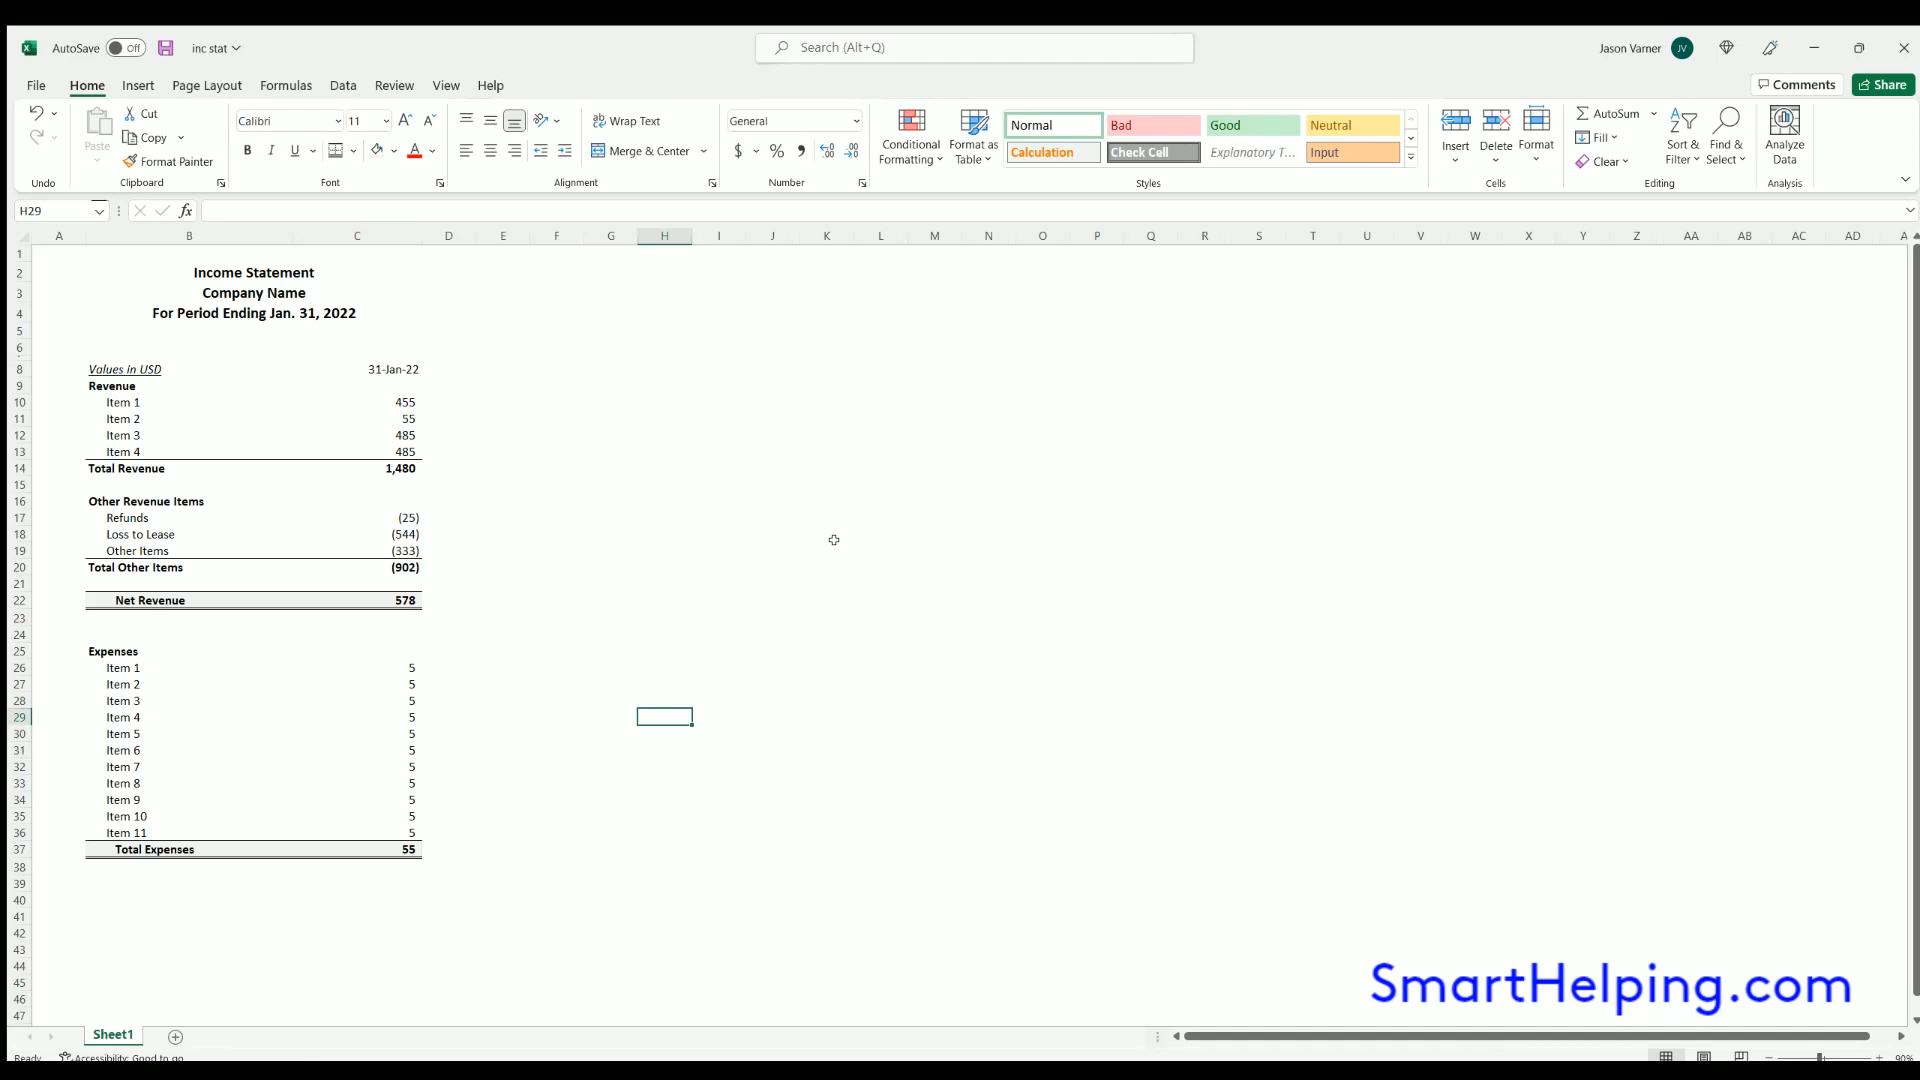 AutoSave Off inc stat Search (Alt+Q) Jason Varner JV
File Home Insert Page Layout Formulas Data Review View Help Comments Share
Paste Cut Copy Format Painter
Calibri 11
B I U
Wrap Text
Merge & Center
General
$ %
Conditional Formatting
Format as Table
Normal Bad Good Neutral
Calculation Check Cell Explanatory T... Input
Insert Delete Format
AutoSum
Fill
Clear
Sort & Filter
Find & Select
Analyze Data
Undo Clipboard Font Alignment Number Styles Cells Editing Analysis
H29 fx
A B C D E F G H I J K L M N O P Q R S T U V W X Y Z AA AB AC AD A
1
2 Income Statement
3 Company Name
4 For Period Ending Jan. 31, 2022
5
6
8 Values in USD 31-Jan-22
9 Revenue
10 Item 1 455
11 Item 2 55
12 Item 3 485
13 Item 4 485
14 Total Revenue 1,480
15
16 Other Revenue Items
17 Refunds (25)
18 Loss to Lease (544)
19 Other Items (333)
20 Total Other Items (902)
21
22 Net Revenue 578
23
24
25 Expenses
26 Item 1 5
27 Item 2 5
28 Item 3 5
29 Item 4 5
30 Item 5 5
31 Item 6 5
32 Item 7 5
33 Item 8 5
34 Item 9 5
35 Item 10 5
36 Item 11 5
37 Total Expenses 55
38
39
40
41
42
43
44
45
46
47
SmartHelping.com
Sheet1
Ready Accessibility: Good to go 90%